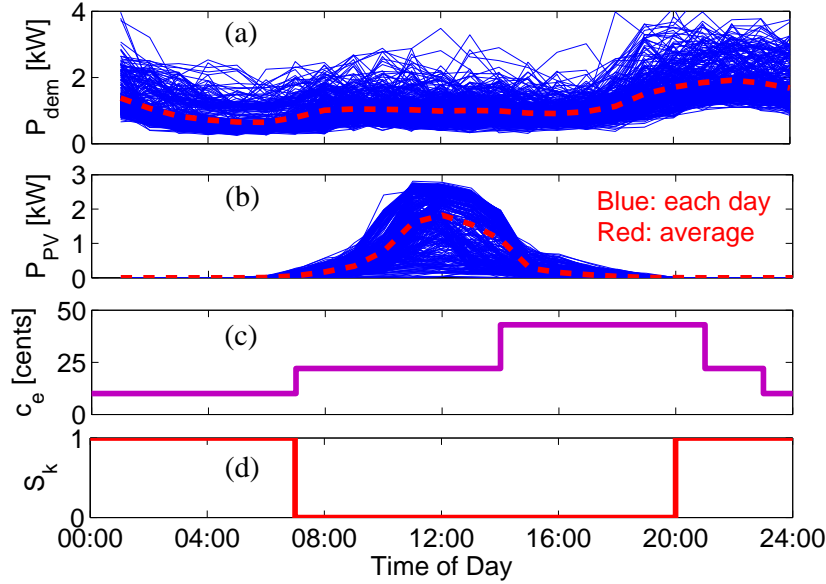 4
2
0
P_dem [kW]
(a)
3
2
1
0
P_PV [kW]
(b)
Blue: each day
Red: average
50
25
0
c_e [cents]
(c)
1
0
S_k
(d)
00:00 04:00 08:00 12:00 16:00 20:00 24:00
Time of Day